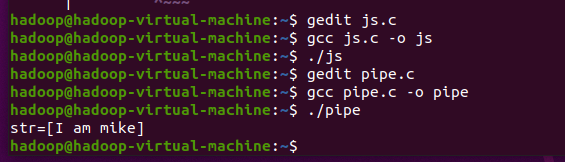 ^~~~
hadoop@hadoop-virtual-machine:~$ gedit js.c
hadoop@hadoop-virtual-machine:~$ gcc js.c -o js
hadoop@hadoop-virtual-machine:~$ ./js
hadoop@hadoop-virtual-machine:~$ gedit pipe.c
hadoop@hadoop-virtual-machine:~$ gcc pipe.c -o pipe
hadoop@hadoop-virtual-machine:~$ ./pipe
str=[I am mike]
hadoop@hadoop-virtual-machine:~$